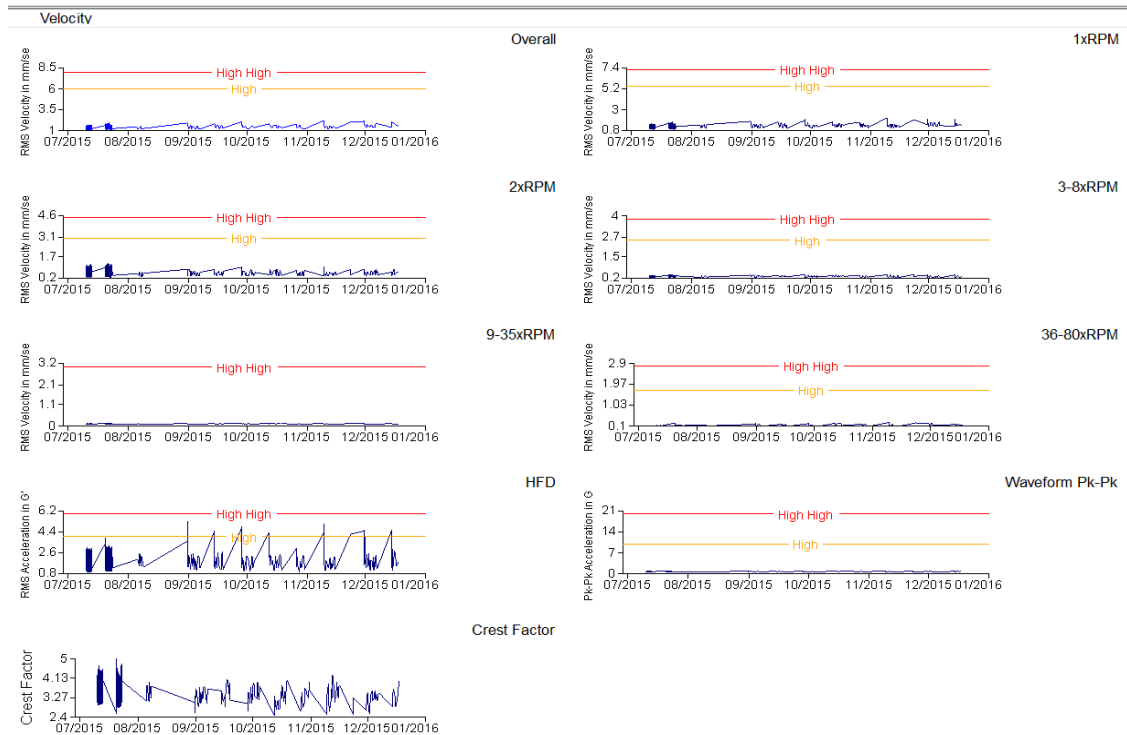 Velocity
Overall
RMS Velocity in mm/se
8.5
6
3.5
1
High High
High
07/2015 08/2015 09/2015 10/2015 11/2015 12/2015 01/2016
1xRPM
RMS Velocity in mm/se
7.4
5.2
3
0.8
High High
High
07/2015 08/2015 09/2015 10/2015 11/2015 12/2015 01/2016
2xRPM
RMS Velocity in mm/se
4.6
3.1
1.7
0.2
High High
High
07/2015 08/2015 09/2015 10/2015 11/2015 12/2015 01/2016
3-8xRPM
RMS Velocity in mm/se
4
2.7
1.5
0.2
High High
High
07/2015 08/2015 09/2015 10/2015 11/2015 12/2015 01/2016
9-35xRPM
RMS Velocity in mm/se
3.2
2.1
1.1
0
High High
07/2015 08/2015 09/2015 10/2015 11/2015 12/2015 01/2016
36-80xRPM
RMS Velocity in mm/se
2.9
1.97
1.03
0.1
High High
High
07/2015 08/2015 09/2015 10/2015 11/2015 12/2015 01/2016
HFD
RMS Acceleration in G'
6.2
4.4
2.6
0.8
High High
High
07/2015 08/2015 09/2015 10/2015 11/2015 12/2015 01/2016
Waveform Pk-Pk
Pk-Pk Acceleration in G
21
14
7
0
High High
High
07/2015 08/2015 09/2015 10/2015 11/2015 12/2015 01/2016
Crest Factor
Crest Factor
5
4.13
3.27
2.4
07/2015 08/2015 09/2015 10/2015 11/2015 12/2015 01/2016